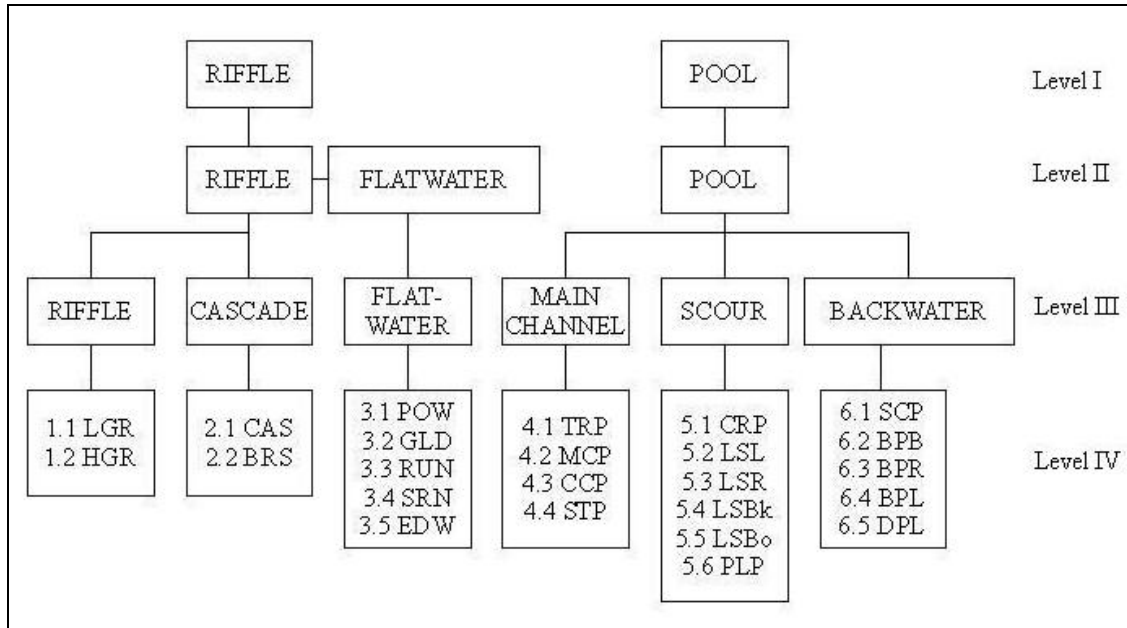 RIFFLE
POOL
Level I
RIFFLE
FLATWATER
POOL
Level II
RIFFLE
CASCADE
FLAT-
WATER
MAIN
CHANNEL
SCOUR
BACKWATER
Level III
1.1 LGR
1.2 HGR
2.1 CAS
2.2 BRS
3.1 POW
3.2 GLD
3.3 RUN
3.4 SRN
3.5 EDW
4.1 TRP
4.2 MCP
4.3 CCP
4.4 STP
5.1 CRP
5.2 LSL
5.3 LSR
5.4 LSBk
5.5 LSBo
5.6 PLP
6.1 SCP
6.2 BPB
6.3 BPR
6.4 BPL
6.5 DPL
Level IV